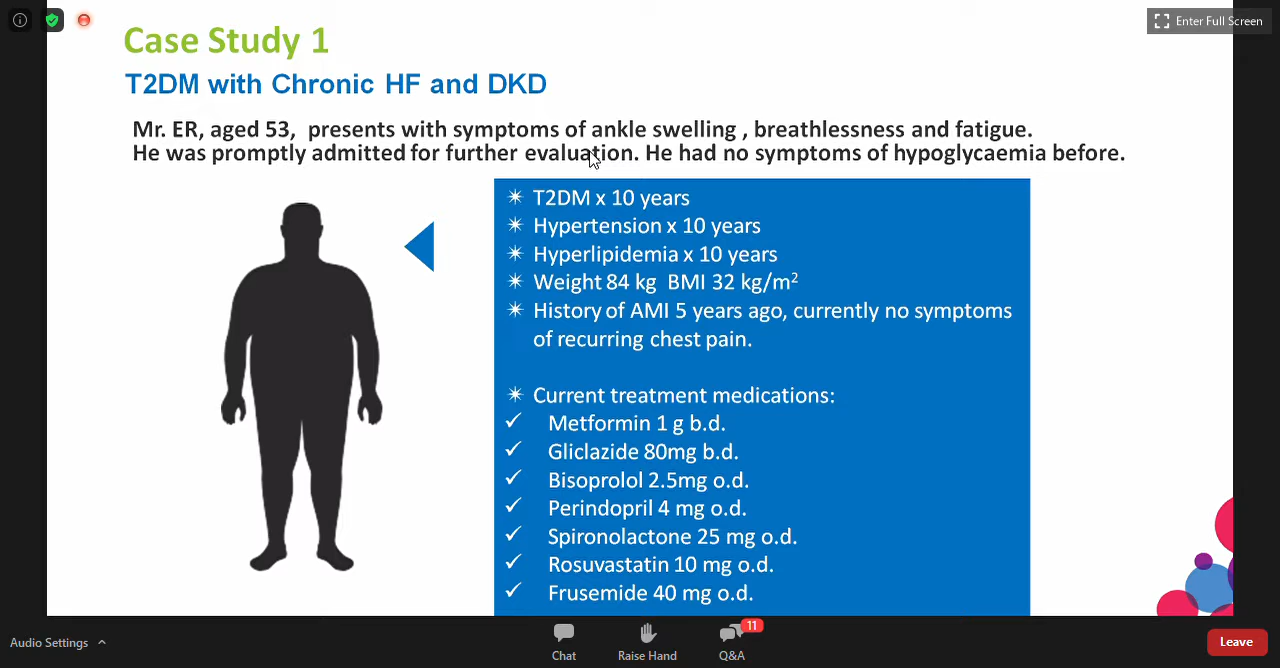 Enter Full Screen
Case Study 1
T2DM with Chronic HF and DKD
Mr. ER, aged 53,  presents with symptoms of ankle swelling , breathlessness and fatigue.
He was promptly admitted for further evaluation. He had no symptoms of hypoglycaemia before.
✴ T2DM x 10 years
✴ Hypertension x 10 years
✴ Hyperlipidemia x 10 years
✴ Weight 84 kg  BMI 32 kg/m²
✴ History of AMI 5 years ago, currently no symptoms
of recurring chest pain.
✴ Current treatment medications:
✓ Metformin 1 g b.d.
✓ Gliclazide 80mg b.d.
✓ Bisoprolol 2.5mg o.d.
✓ Perindopril 4 mg o.d.
✓ Spironolactone 25 mg o.d.
✓ Rosuvastatin 10 mg o.d.
✓ Frusemide 40 mg o.d.
Audio Settings
Chat
Raise Hand
11
Q&A
Leave